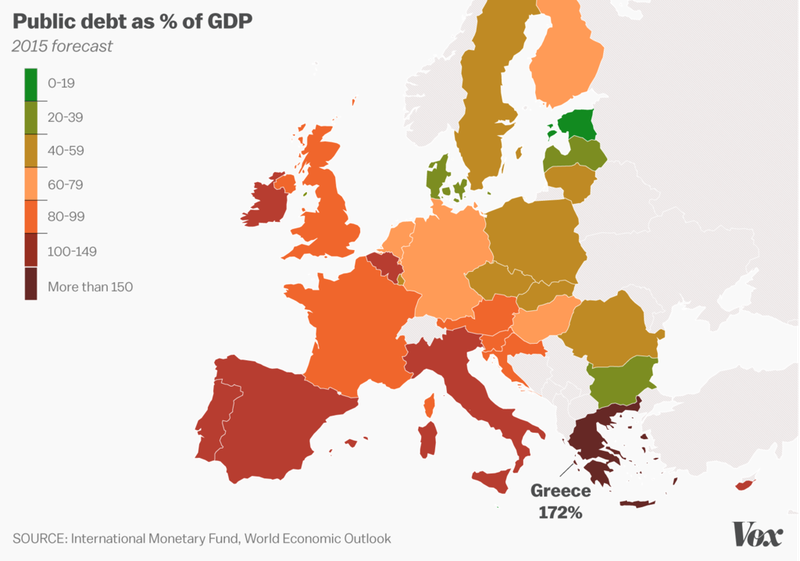 Public debt as % of GDP
2015 forecast
0-19
20-39
40-59
60-79
80-99
100-149
More than 150
Greece
172%
SOURCE: International Monetary Fund, World Economic Outlook
Vox